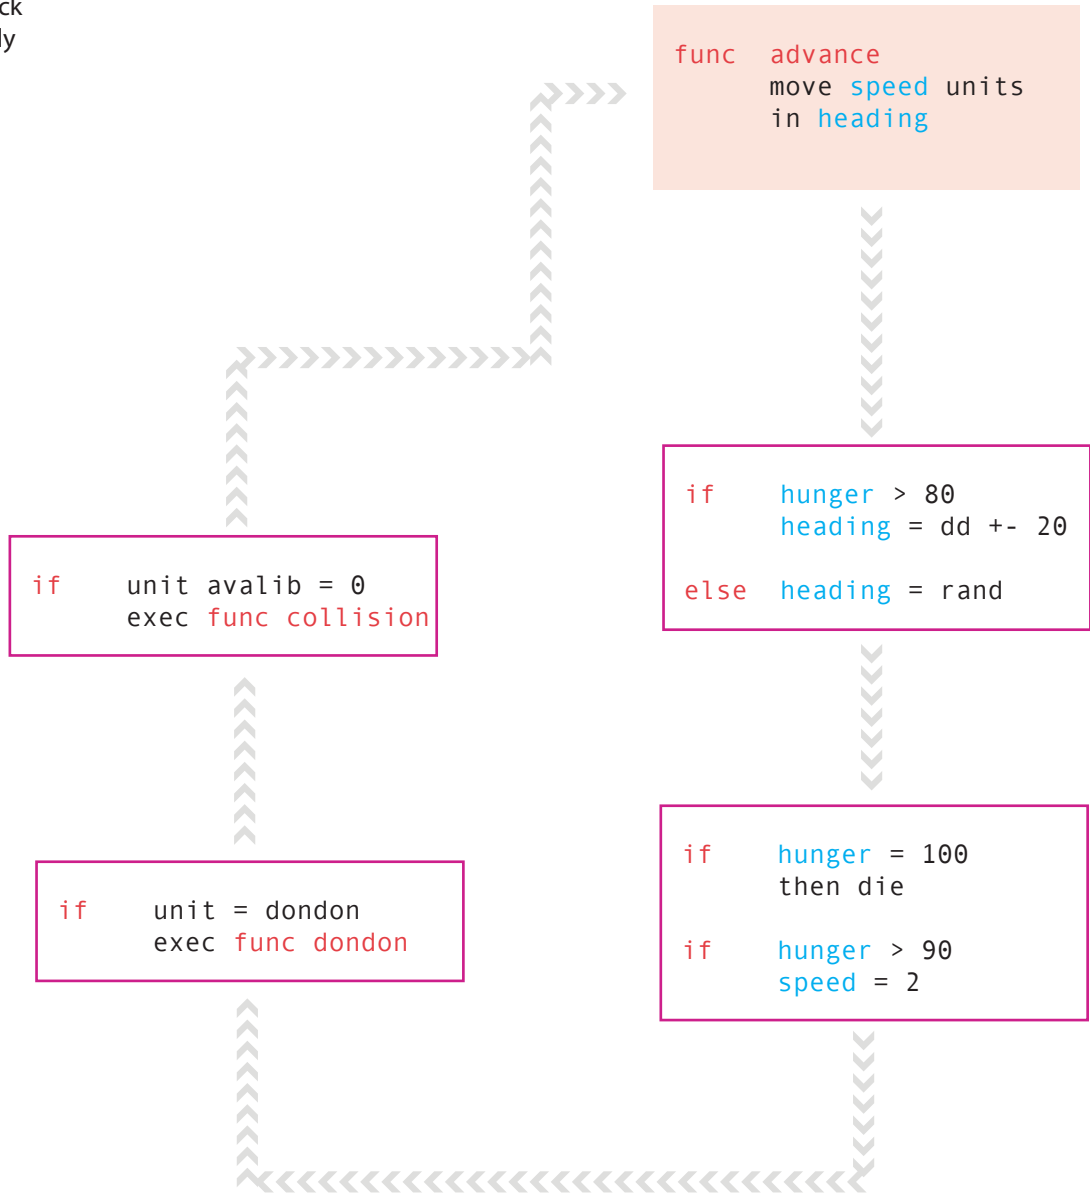 func advance
move speed units
in heading
if hunger > 80
heading = dd +- 20
else heading = rand
if hunger = 100
then die
if hunger > 90
speed = 2
if unit = dondon
exec func dondon
if unit avalib = 0
exec func collision